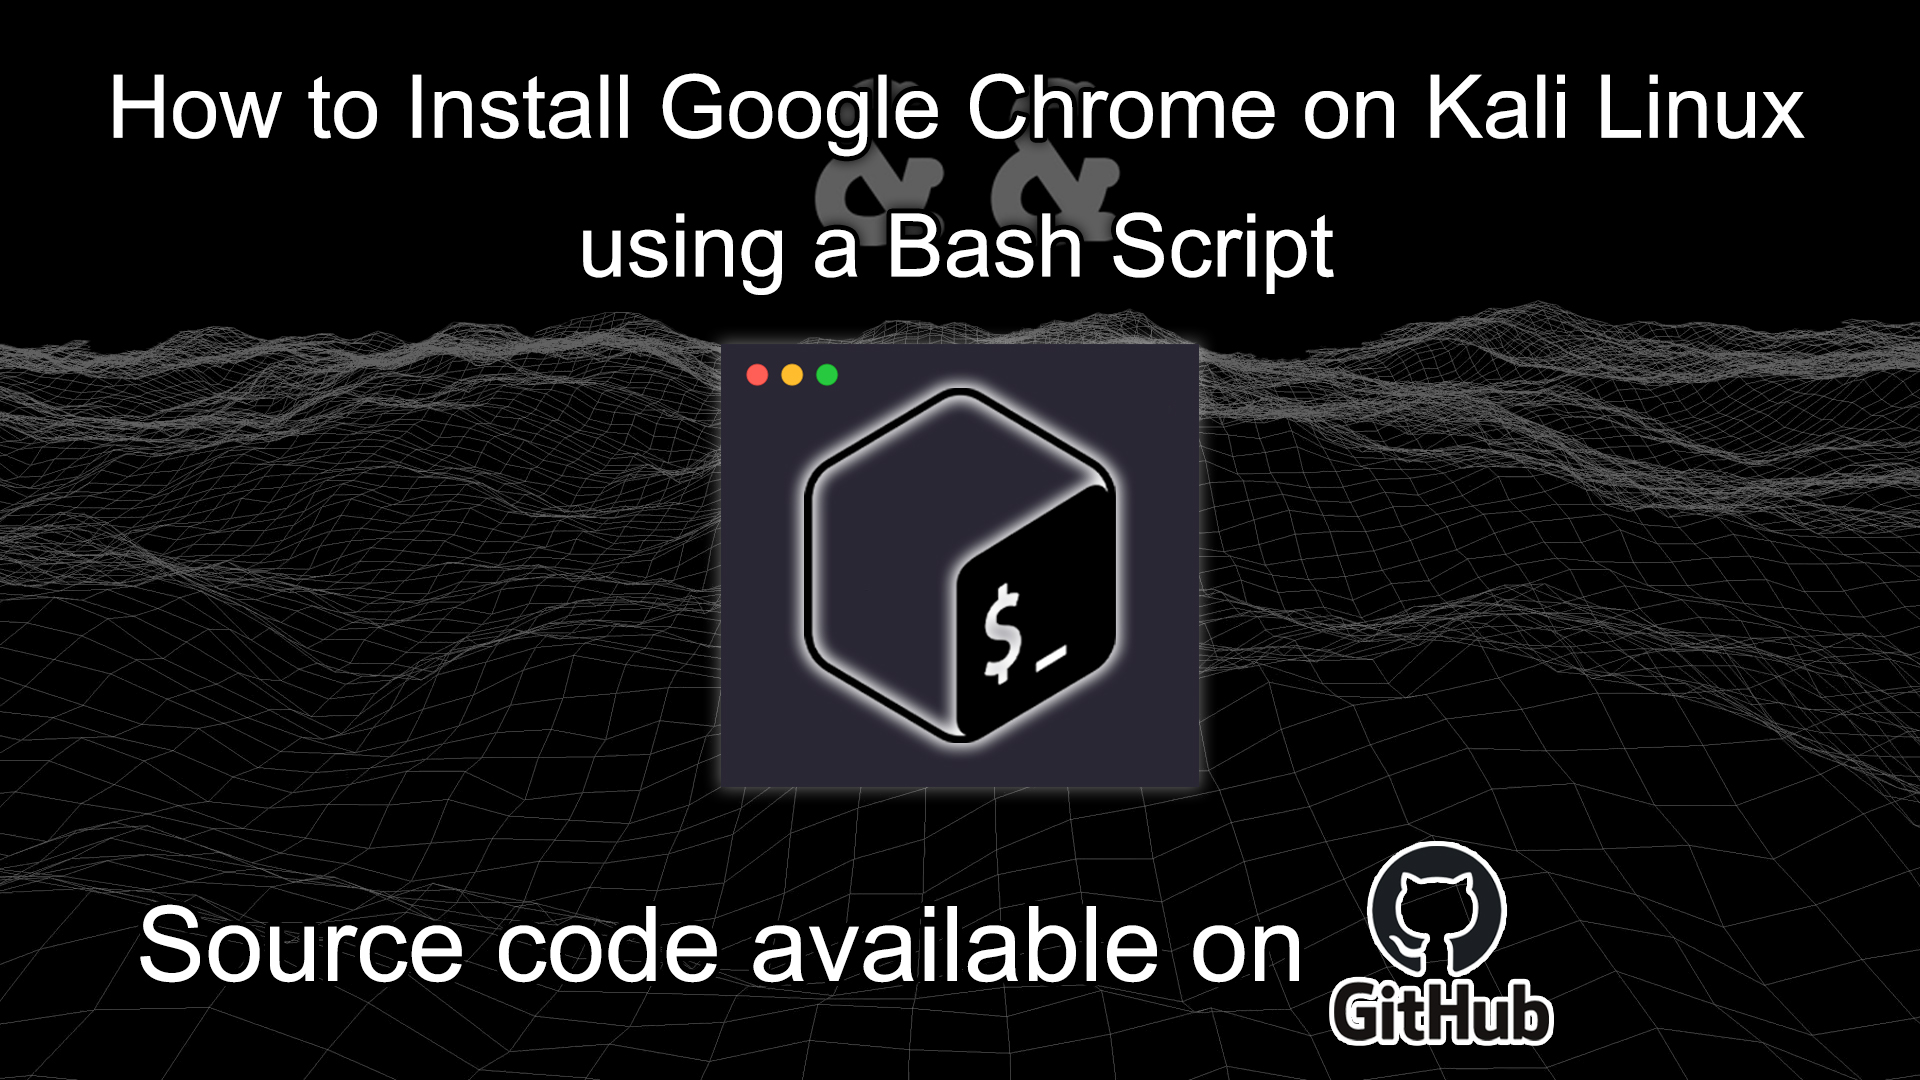 How to Install Google Chrome on Kali Linux
&&
using a Bash Script
$_
Source code available on
GitHub